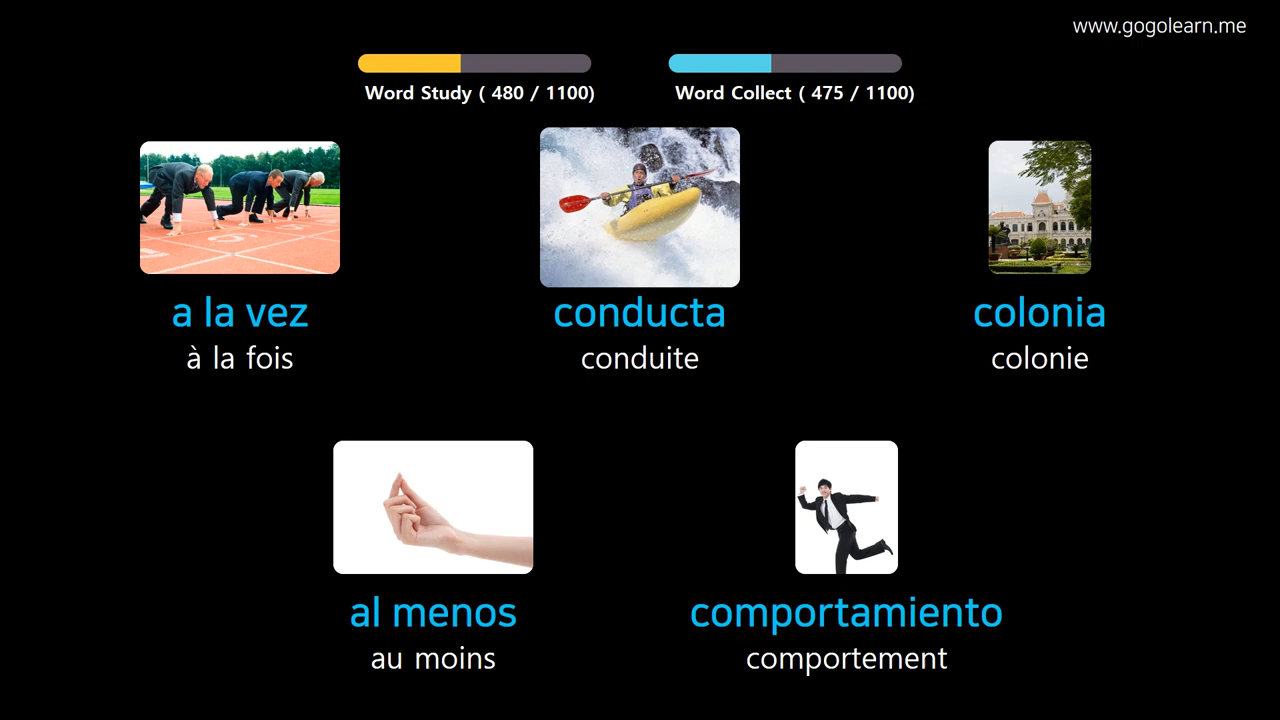 www.gogolearn.me
Word Study ( 480 / 1100)
Word Collect ( 475 / 1100)
a la vez
à la fois
conducta
conduite
colonia
colonie
al menos
au moins
comportamiento
comportement